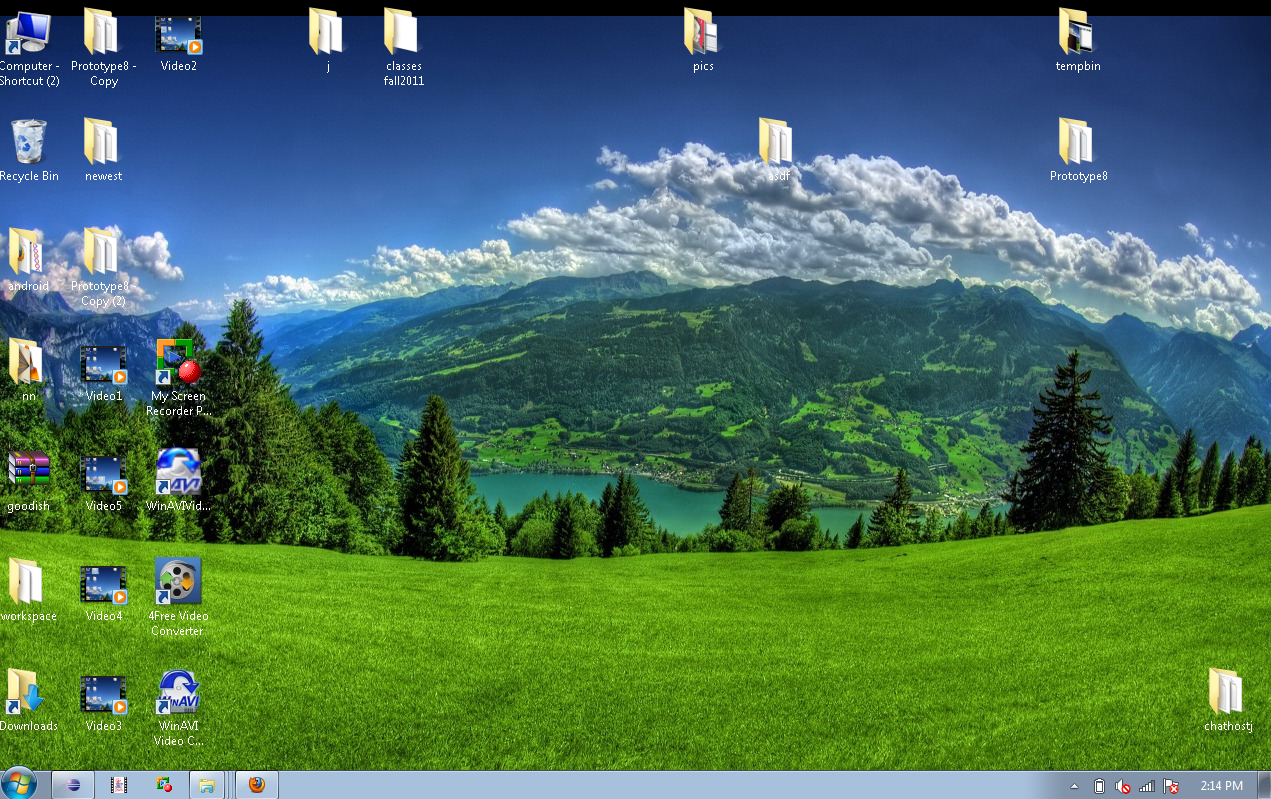 Computer -
Shortcut (2)
Prototype8 -
Copy
Video2
j
classes
fall2011
pics
tempbin
Recycle Bin
newest
asdf
Prototype8
android
Prototype8 -
Copy (2)
nn
Video1
My Screen
Recorder P...
goodish
Video5
WinAVIVid...
workspace
Video4
4Free Video
Converter
Downloads
Video3
WinAVI
WinAVI
Video C...
chathostj
2:14 PM